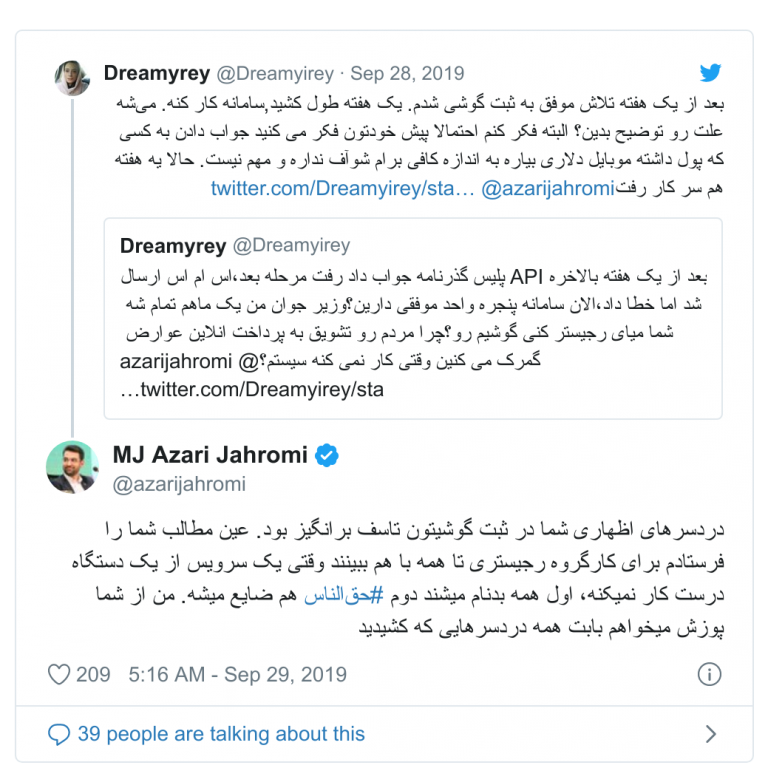 Dreamyrey @Dreamyirey · Sep 28, 2019
بعد از یک هفته تلاش موفق به ثبت گوشی شدم. یک هفته طول کشید,سامانه کار کنه. می‌شه
علت رو توضیح بدین؟ البته فکر کنم احتمالا پیش خودتون فکر می کنید جواب دادن به کسی
که پول داشته موبایل دلاری بیاره به اندازه کافی برام شوآف نداره و مهم نیست. حالا یه هفته
هم سر کار رفت@azarijahromi twitter.com/Dreamyirey/sta…
Dreamyrey @Dreamyirey
بعد از یک هفته بالاخره API پلیس گذرنامه جواب داد رفت مرحله بعد،اس ام اس ارسال
شد اما خطا داد،الان سامانه پنجره واحد موفقی دارین؟وزیر جوان من یک ماهم تمام شه
شما میای رجیستر کنی گوشیم رو؟چرا مردم رو تشویق به پرداخت انلاین عوارض
گمرک می کنین وقتی کار نمی کنه سیستم؟@ azarijahromi
…twitter.com/Dreamyirey/sta
MJ Azari Jahromi
@azarijahromi
دردسرهای اظهاری شما در ثبت گوشیتون تاسف برانگیز بود. عین مطالب شما را
فرستادم برای کارگروه رجیستری تا همه با هم ببینند وقتی یک سرویس از یک دستگاه
درست کار نمیکنه، اول همه بدنام میشند دوم #حق‌الناس هم ضایع میشه. من از شما
پوزش میخواهم بابت همه دردسرهایی که کشیدید
209 5:16 AM - Sep 29, 2019
39 people are talking about this